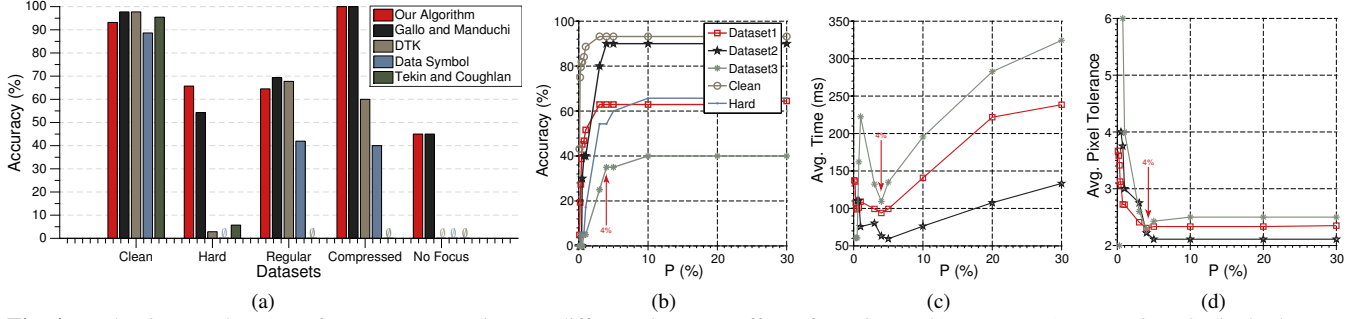 100
90
80
70
60
50
40
30
20
10
0
Accuracy (%)
Our Algorithm
Gallo and Manduchi
DTK
Data Symbol
Tekin and Coughlan
Ø Ø Ø Ø Ø Ø
Clean Hard Regular Compressed No Focus
Datasets
(a)
100
80
60
40
20
0
Accuracy (%)
Dataset1
Dataset2
Dataset3
Clean
Hard
4%
0 10 20 30
P (%)
(b)
350
300
250
200
150
100
50
Avg. Time (ms)
4%
0 10 20 30
P (%)
(c)
6
5
4
3
2
Avg. Pixel Tolerance
4%
0 10 20 30
P (%)
(d)